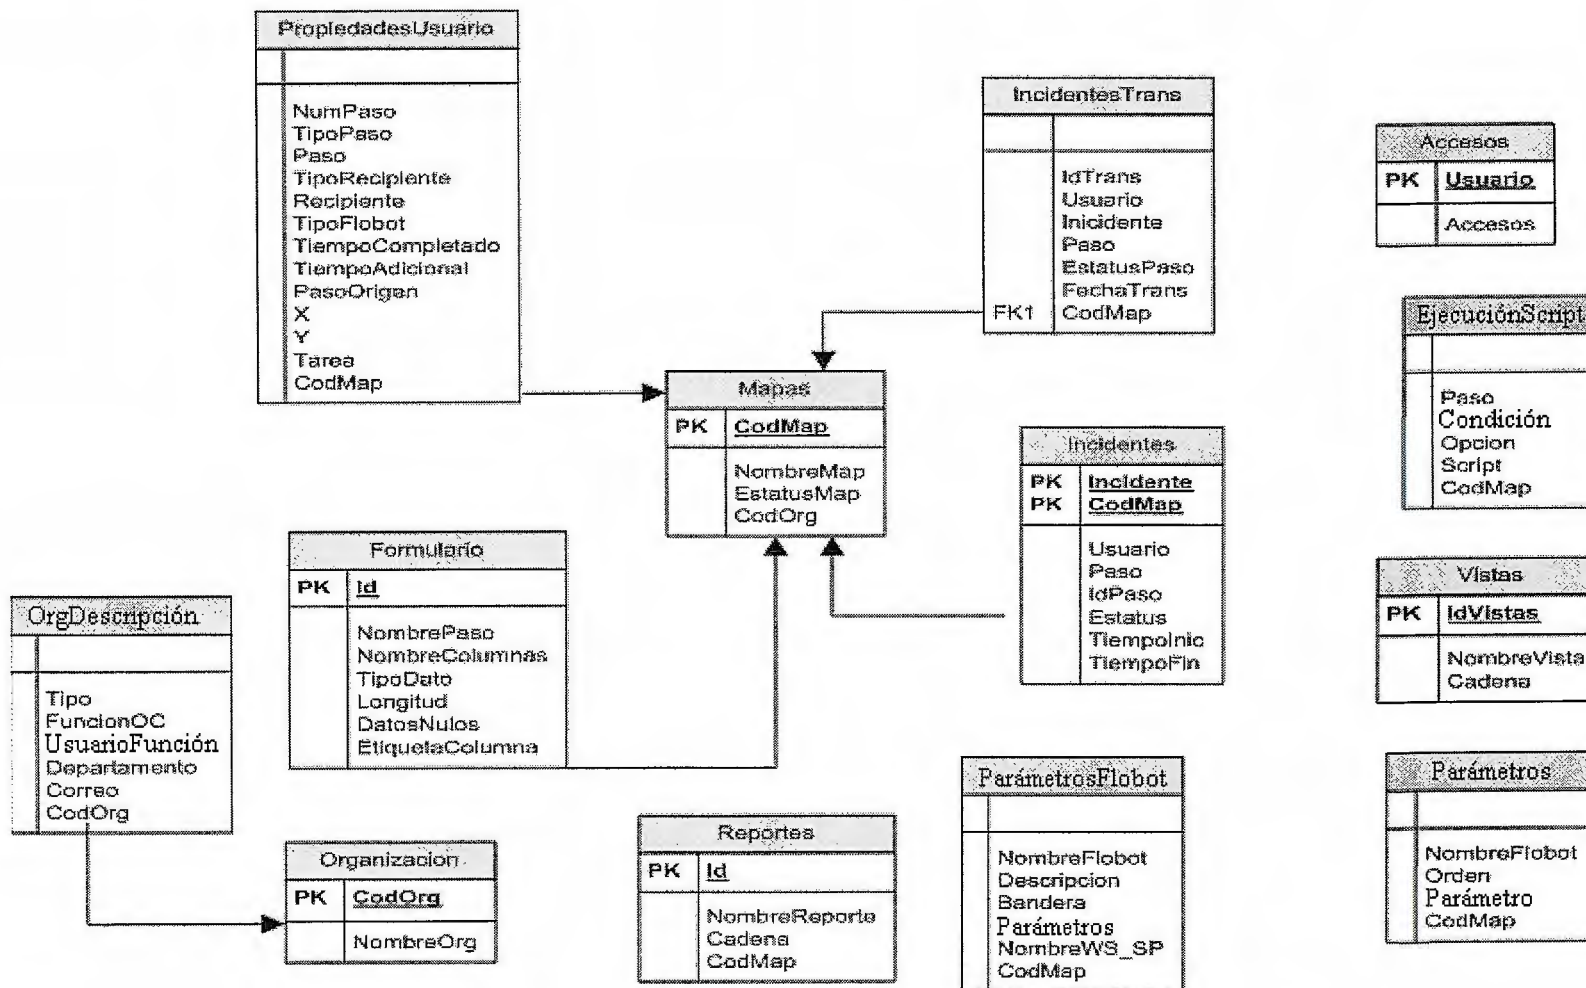 PropiedadesUsuario
NumPaso
TipoPaso
Paso
TipoRecipiente
Recipiente
TipoFlobot
TiempoCompletado
TiempoAdicional
PasoOrigen
X
Y
Tarea
CodMap
IncidentesTrans
IdTrans
Usuario
Inicidente
Paso
EstatusPaso
FechaTrans
FK1 CodMap
Accesos
PK Usuario
Accesos
EjecuciónScript
Paso
Condición
Opcion
Script
CodMap
Mapas
PK CodMap
NombreMap
EstatusMap
CodOrg
Incidentes
PK Incidente
PK CodMap
Usuario
Paso
IdPaso
Estatus
TiempoInic
TiempoFin
Formulario
PK Id
NombrePaso
NombreColumnas
TipoDato
Longitud
DatosNulos
EtiquetaColumna
Vistas
PK IdVistas
NombreVista
Cadena
OrgDescripción
Tipo
FuncionOC
UsuarioFunción
Departamento
Correo
CodOrg
Organizacion
PK CodOrg
NombreOrg
Reportes
PK Id
NombreReporte
Cadena
CodMap
ParámetrosFlobot
NombreFlobot
Descripcion
Bandera
Parámetros
NombreWS_SP
CodMap
Parámetros
NombreFlobot
Orden
Parámetro
CodMap